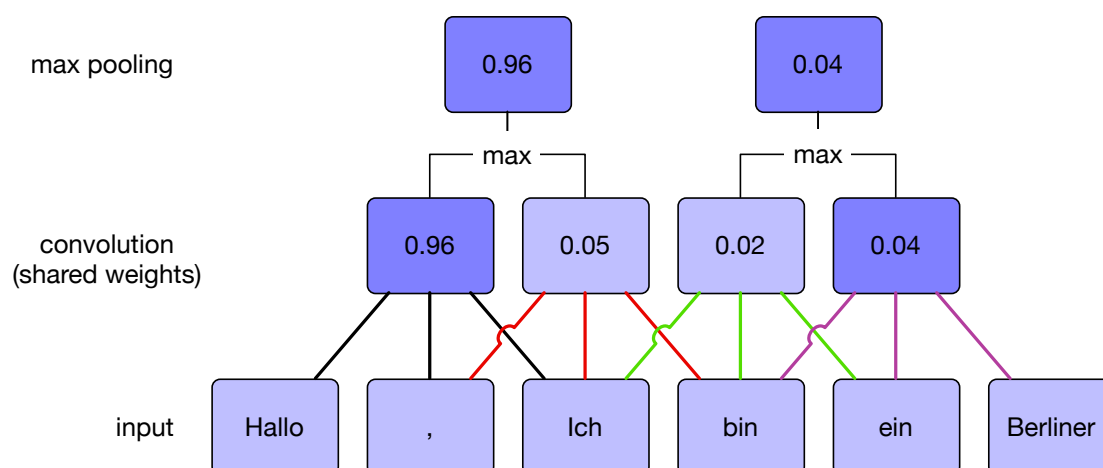 max pooling
0.96
0.04
max
max
convolution
(shared weights)
0.96
0.05
0.02
0.04
input
Hallo
,
Ich
bin
ein
Berliner